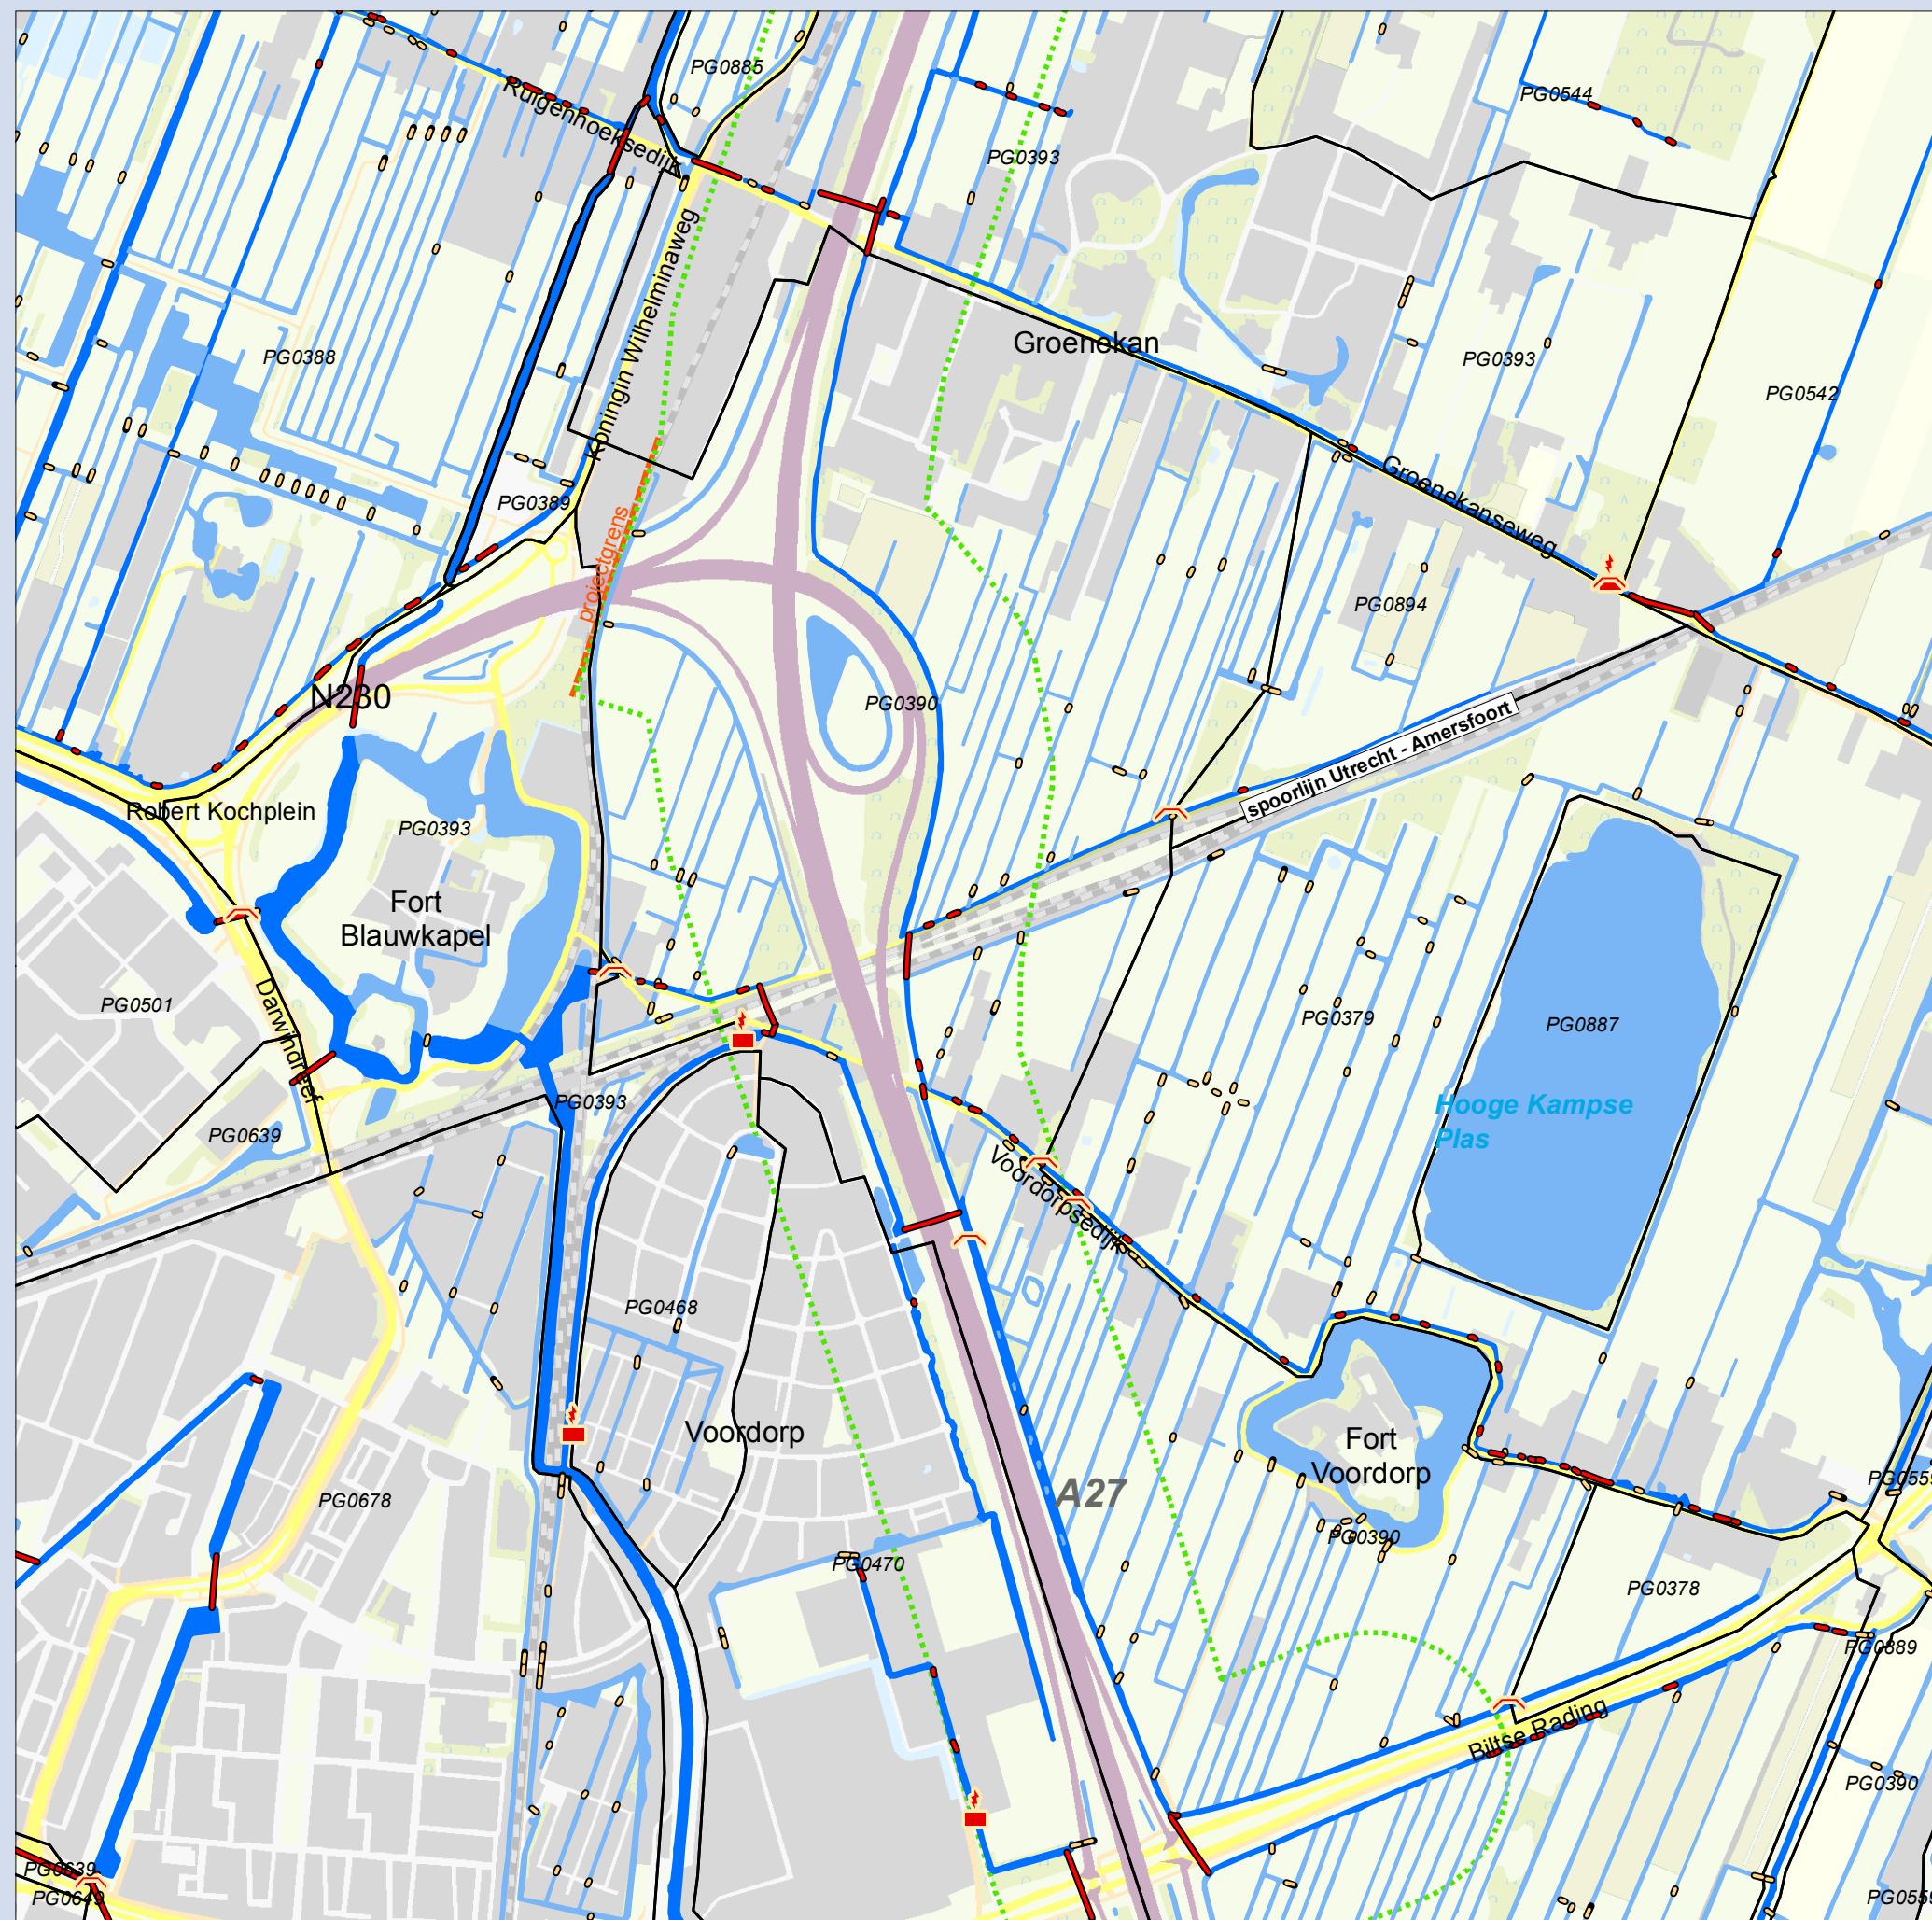 PG0885
PG0544
Ruigenhoeksedijk
PG0393
Koningin Wilhelminaweg
Groenekan
PG0388
PG0393
PG0542
Groenekanseweg
PG0389
projectgrens
PG0894
N230
PG0390
spoorlijn Utrecht - Amersfoort
Robert Kochplein
PG0393
Fort
Blauwkapel
PG0501
Darwindreef
PG0379
PG0887
PG0393
Hooge Kampse
Plas
PG0639
Voordorpsedijk
PG0468
Voordorp
Fort
Voordorp
A27
PG0678
PG0390
PG0470
PG0378
PG0889
Biltse Rading
PG0390
PG0639
PG0649